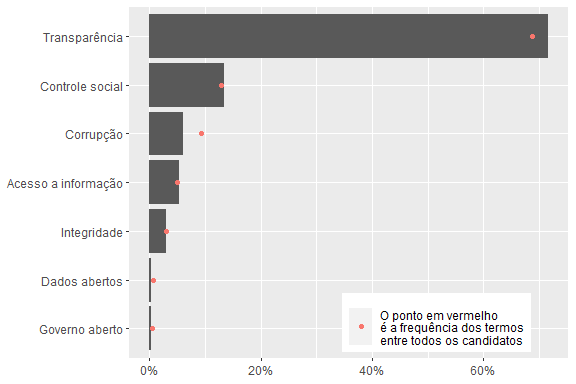 Transparência
Controle social
Corrupção
Acesso a informação
Integridade
Dados abertos
Governo aberto
O ponto em vermelho
é a frequência dos termos
entre todos os candidatos
0%
20%
40%
60%